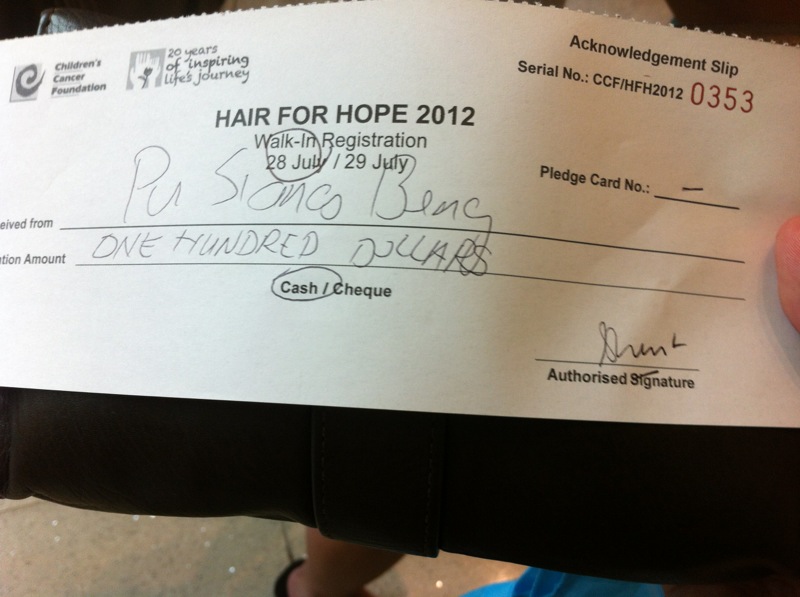 Children's
Cancer
Foundation
20 years
of inspiring
life's journey
Acknowledgement Slip
Serial No.: CCF/HFH2012 0353
HAIR FOR HOPE 2012
Walk-In Registration
28 July / 29 July
Pledge Card No.: –
eived from Pu Siong Beng
tion Amount ONE HUNDRED DOLLARS
Cash / Cheque
Authorised Signature